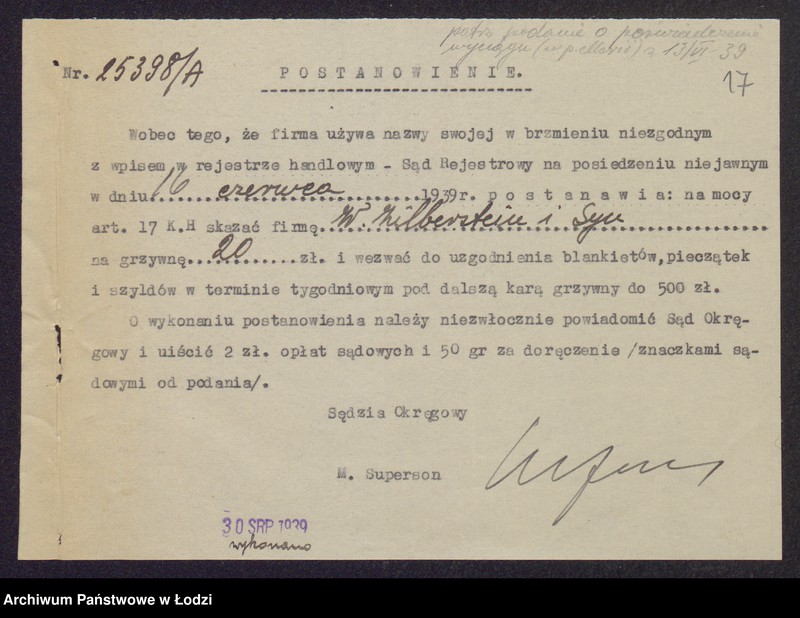 patrz podanie o poświadczenie
wyciągu (w p. ) z 13/VI-39
Nr. 25398/A
POSTANOWIENIE.
17
Wobec tego, że firma używa nazwy swojej w brzmieniu niezgodnym
z wpisem w rejestrze handlowym - Sąd Rejestrowy na posiedzeniu niejawnym
w dniu 16 czerwca 1939r. postanawia: na mocy
art. 17 K.H skazać firmę W Zilberstein i Syn
na grzywnę 20 zł. i wezwać do uzgodnienia blankietów, pieczątek
i szyldów w terminie tygodniowym pod dalszą karą grzywny do 500 zł.
O wykonaniu postanowienia należy niezwłocznie powiadomić Sąd Okrę-
gowy i uiścić 2 zł. opłat sądowych i 50 gr za doręczenie /znaczkami są-
dowymi od podania/.
Sędzia Okręgowy
M. Superson
30 SRP 1939
wykonano
Archiwum Państwowe w Łodzi